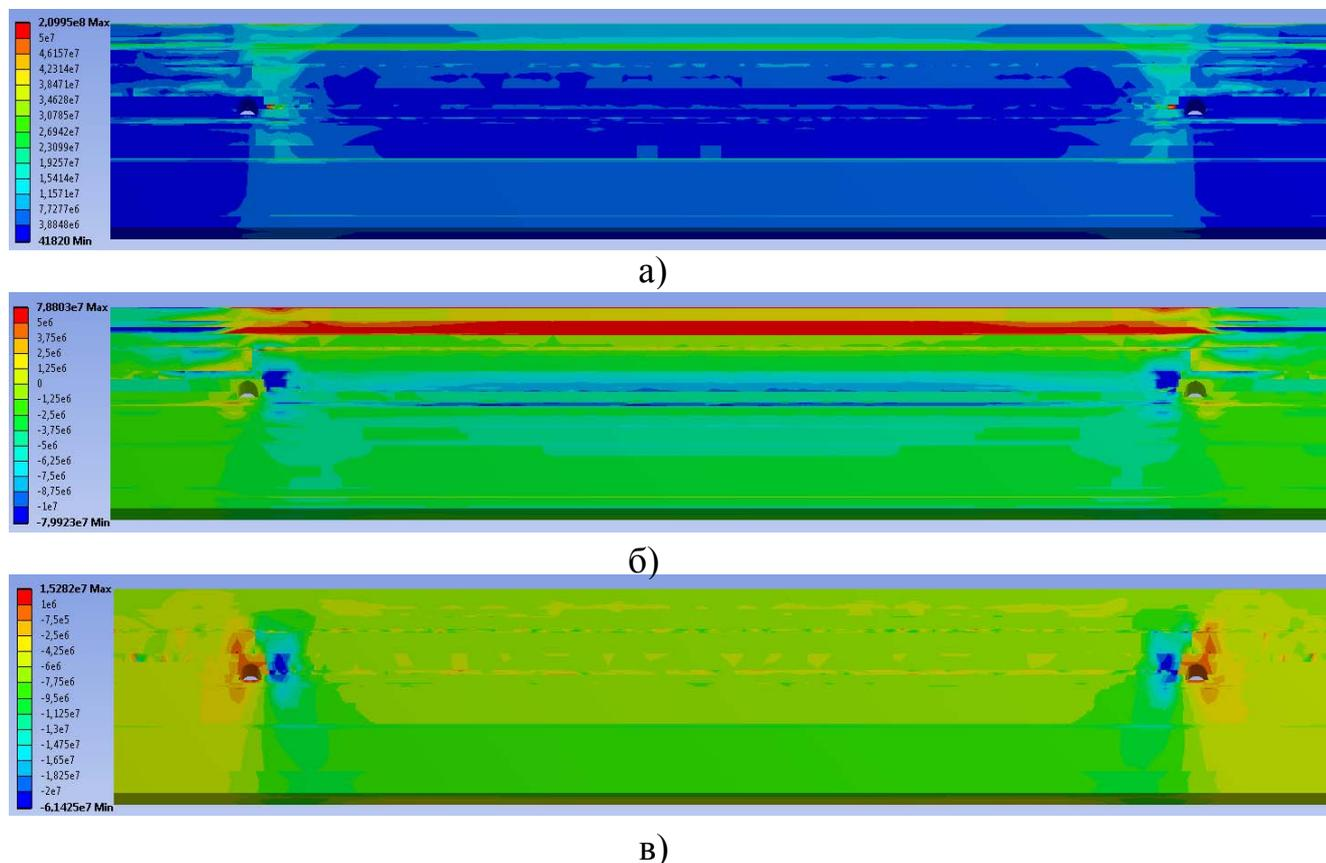 2,0995e8 Max
5e7
4,6157e7
4,2314e7
3,8471e7
3,4628e7
3,0785e7
2,6942e7
2,3099e7
1,9257e7
1,5414e7
1,1571e7
7,7277e6
3,8848e6
41820 Min
а)
7,8803e7 Max
5e6
3,75e6
2,5e6
1,25e6
0
-1,25e6
-2,5e6
-3,75e6
-5e6
-6,25e6
-7,5e6
-8,75e6
-1e7
-7,9923e7 Min
б)
1,5282e7 Max
1e6
-7,5e5
-2,5e6
-4,25e6
-6e6
-7,75e6
-9,5e6
-1,125e7
-1,3e7
-1,475e7
-1,65e7
-1,825e7
-2e7
-6,1425e7 Min
в)